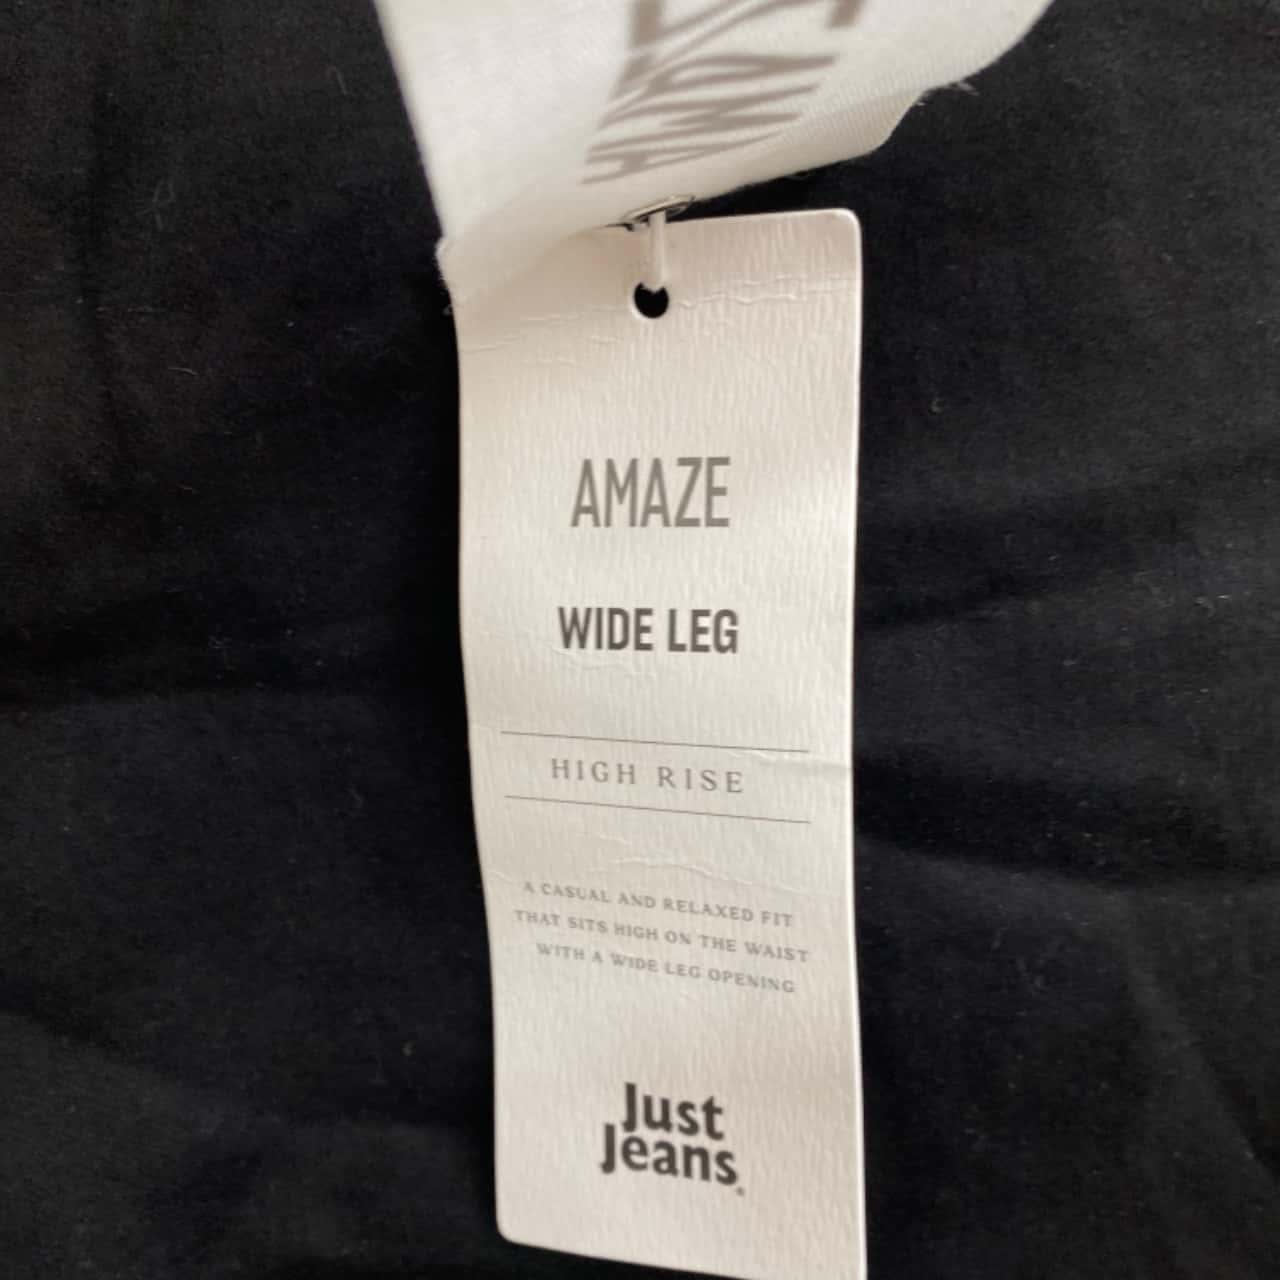 AMAZE
WIDE LEG
HIGH RISE
A CASUAL AND RELAXED FIT
THAT SITS HIGH ON THE WAIST
WITH A WIDE LEG OPENING
Just
Jeans